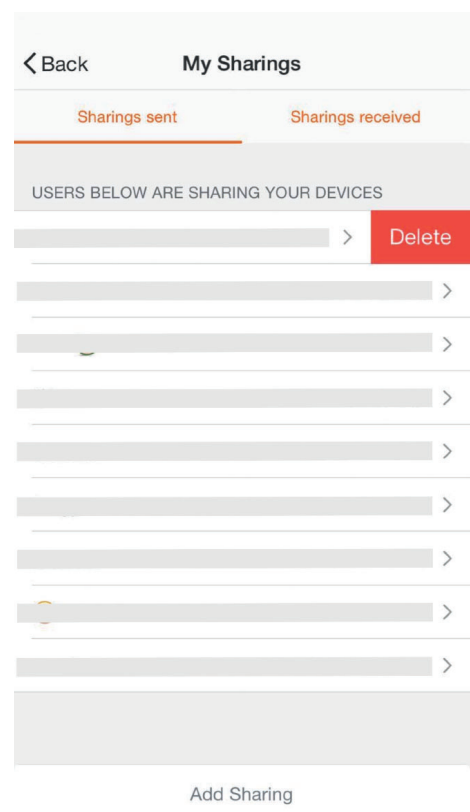 Back My Sharings
Sharings sent Sharings received
USERS BELOW ARE SHARING YOUR DEVICES
Delete
Add Sharing